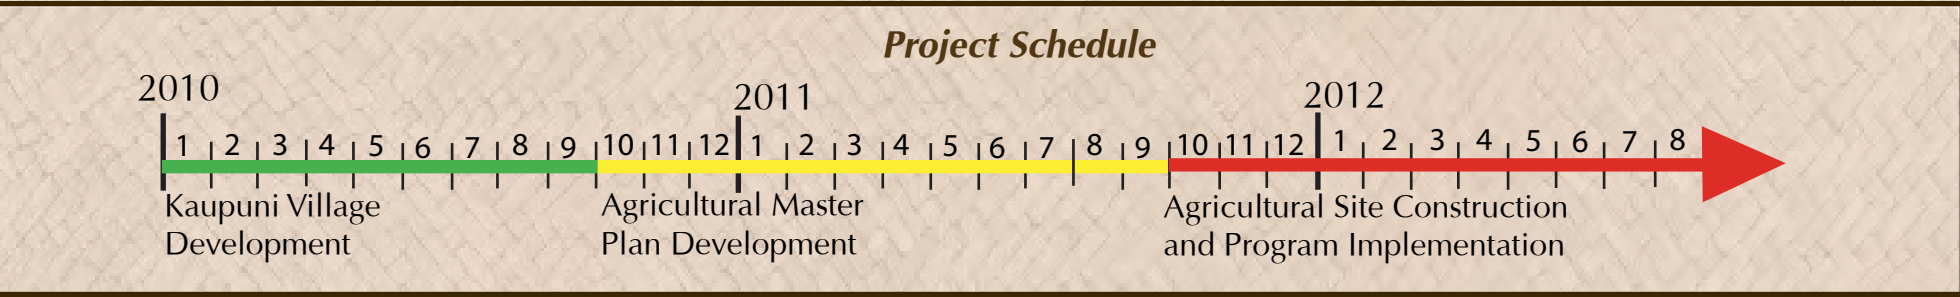 Project Schedule
2010 2011 2012
1 2 3 4 5 6 7 8 9 10 11 12 1 2 3 4 5 6 7 8 9 10 11 12 1 2 3 4 5 6 7 8
Kaupuni Village
Development
Agricultural Master
Plan Development
Agricultural Site Construction
and Program Implementation